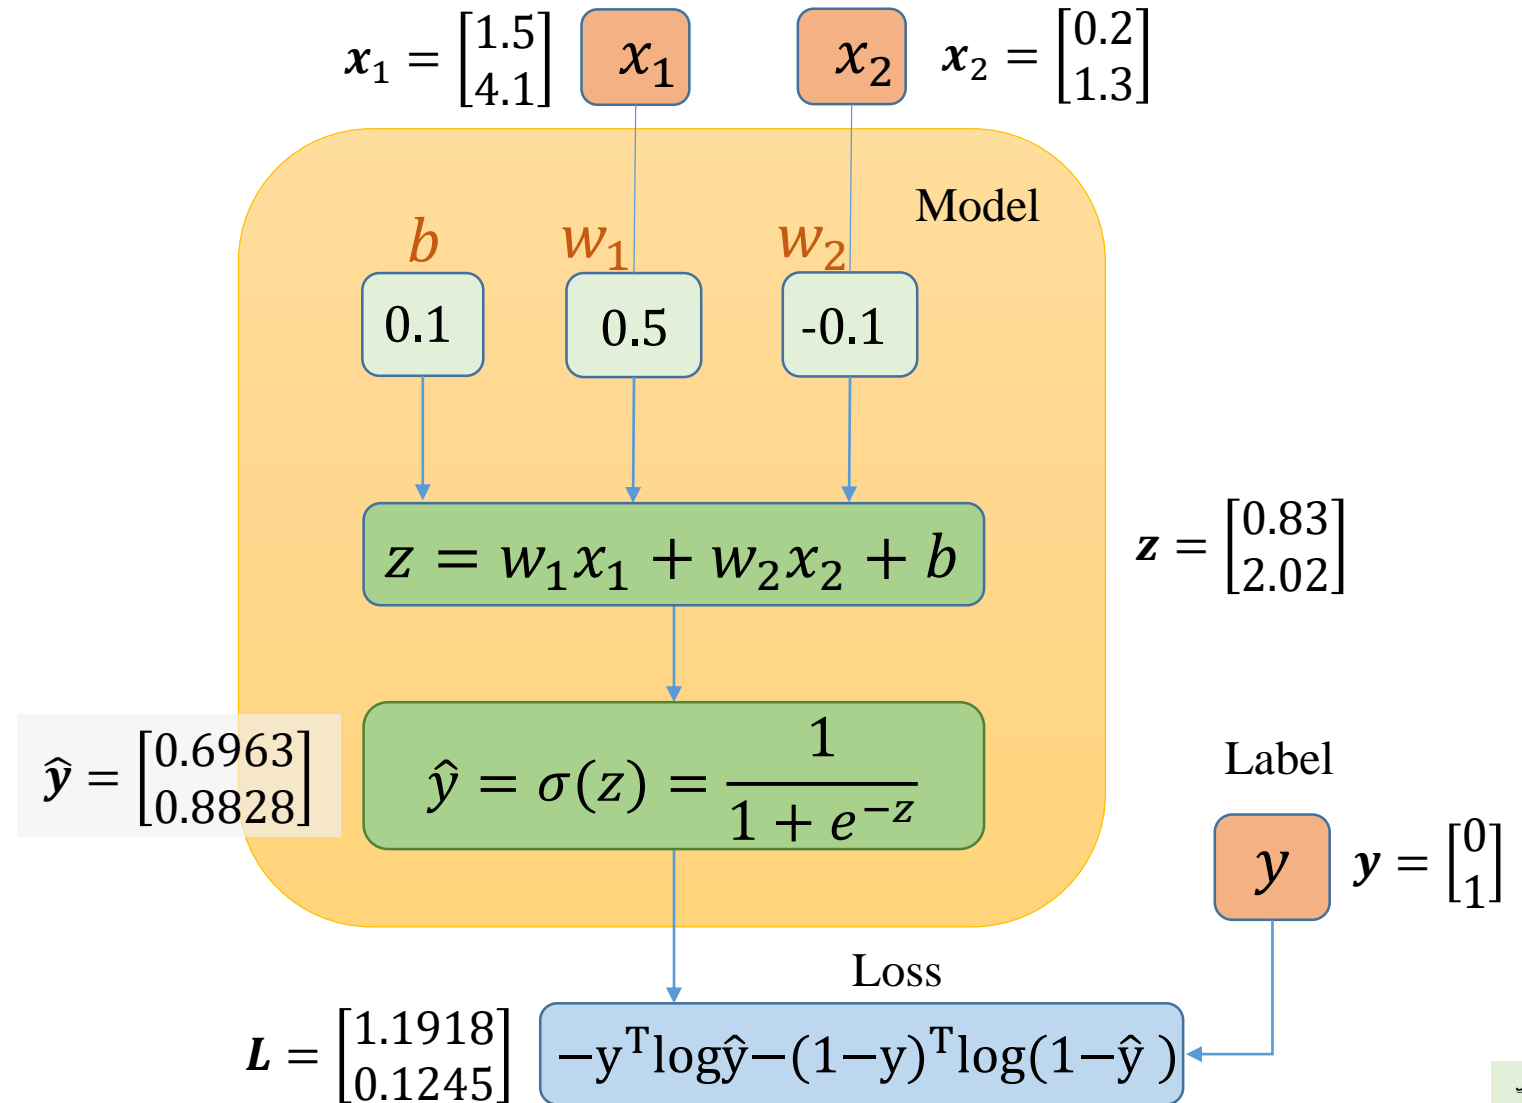 𝒙₁ = [1.5 4.1] x₁ x₂ 𝒙₂ = [0.2 1.3]
Model
b w₁ w₂
0.1 0.5 -0.1
z = w₁x₁ + w₂x₂ + b
𝒛 = [0.83 2.02]
ŷ = [0.6963 0.8828]
ŷ = σ(z) = 1 / (1 + e⁻ᶻ)
Label
y 𝒚 = [0 1]
Loss
𝑳 = [1.1918 0.1245]
−yᵀlogŷ−(1−y)ᵀlog(1−ŷ )